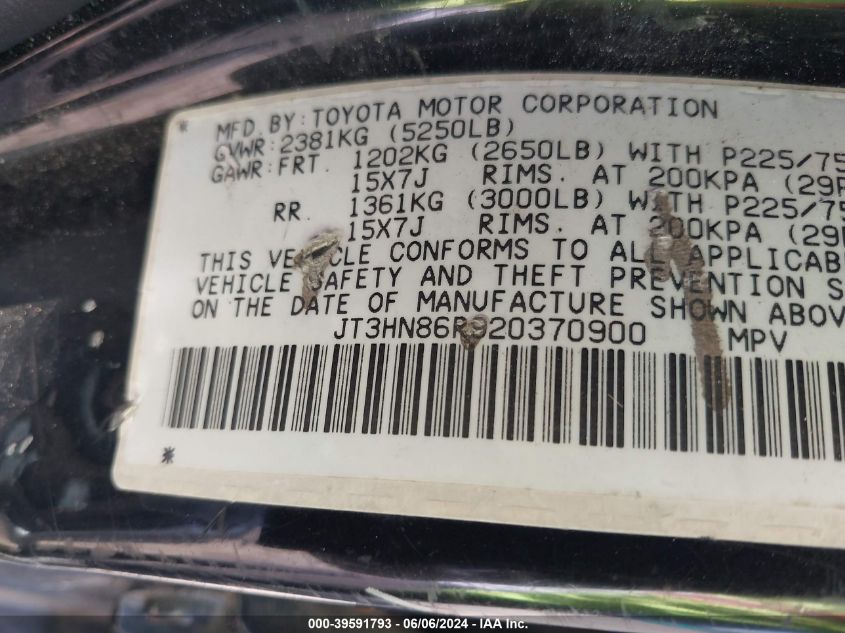 * MFD. BY: TOYOTA MOTOR CORPORATION
GVWR: 2381KG (5250LB)
GAWR: FRT. 1202KG (2650LB) WITH P225/75
15X7J RIMS. AT 200KPA (29P
RR. 1361KG (3000LB) WITH P225/75
15X7J RIMS. AT 200KPA (29P
THIS VEHICLE CONFORMS TO ALL APPLICAB
VEHICLE SAFETY AND THEFT PREVENTION S
ON THE DATE OF MANUFACTURE SHOWN ABOV
JT3HN86R920370900 MPV
*
000-39591793 - 06/06/2024 - IAA Inc.